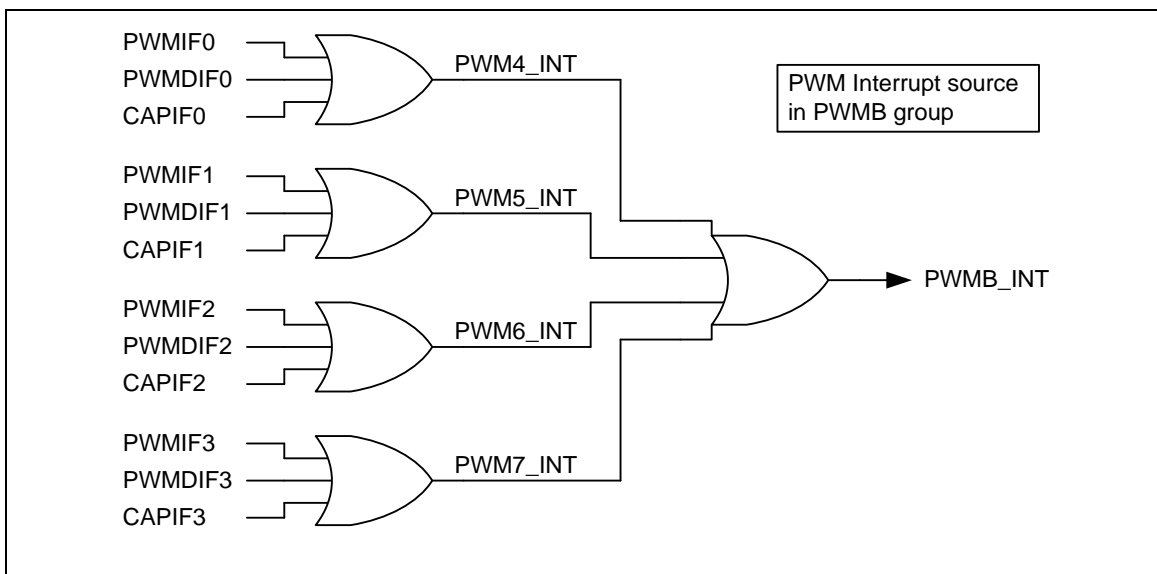 PWMIF0
PWMDIF0
CAPIF0
PWM4_INT
PWM Interrupt source
in PWMB group
PWMIF1
PWMDIF1
CAPIF1
PWM5_INT
PWMB_INT
PWMIF2
PWMDIF2
CAPIF2
PWM6_INT
PWMIF3
PWMDIF3
CAPIF3
PWM7_INT